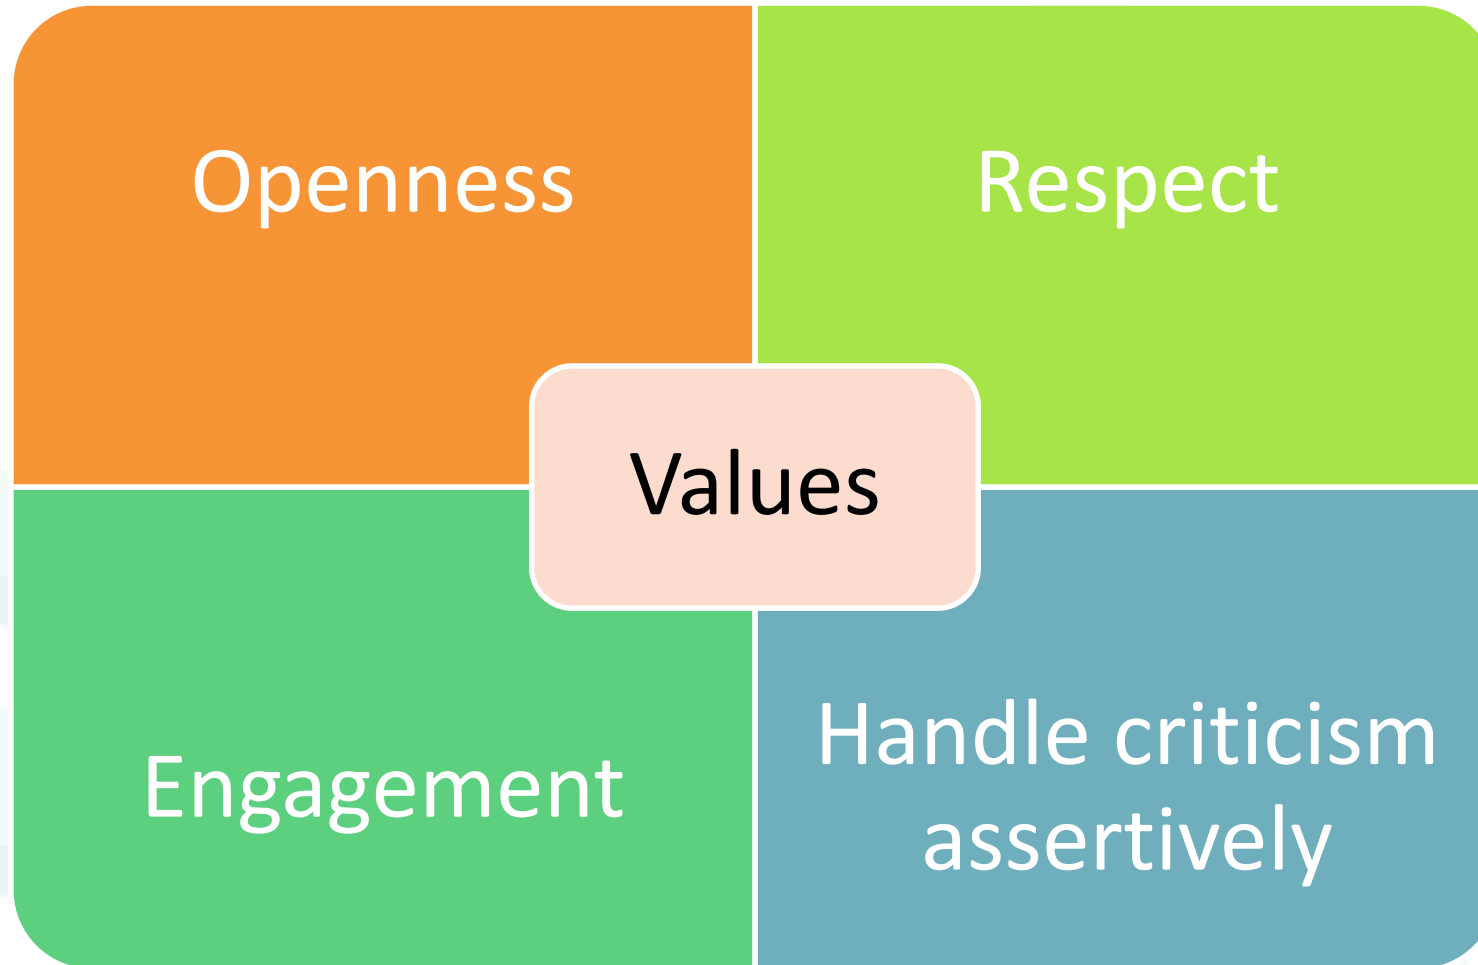 Openness
Respect
Values
Engagement
Handle criticism
assertively